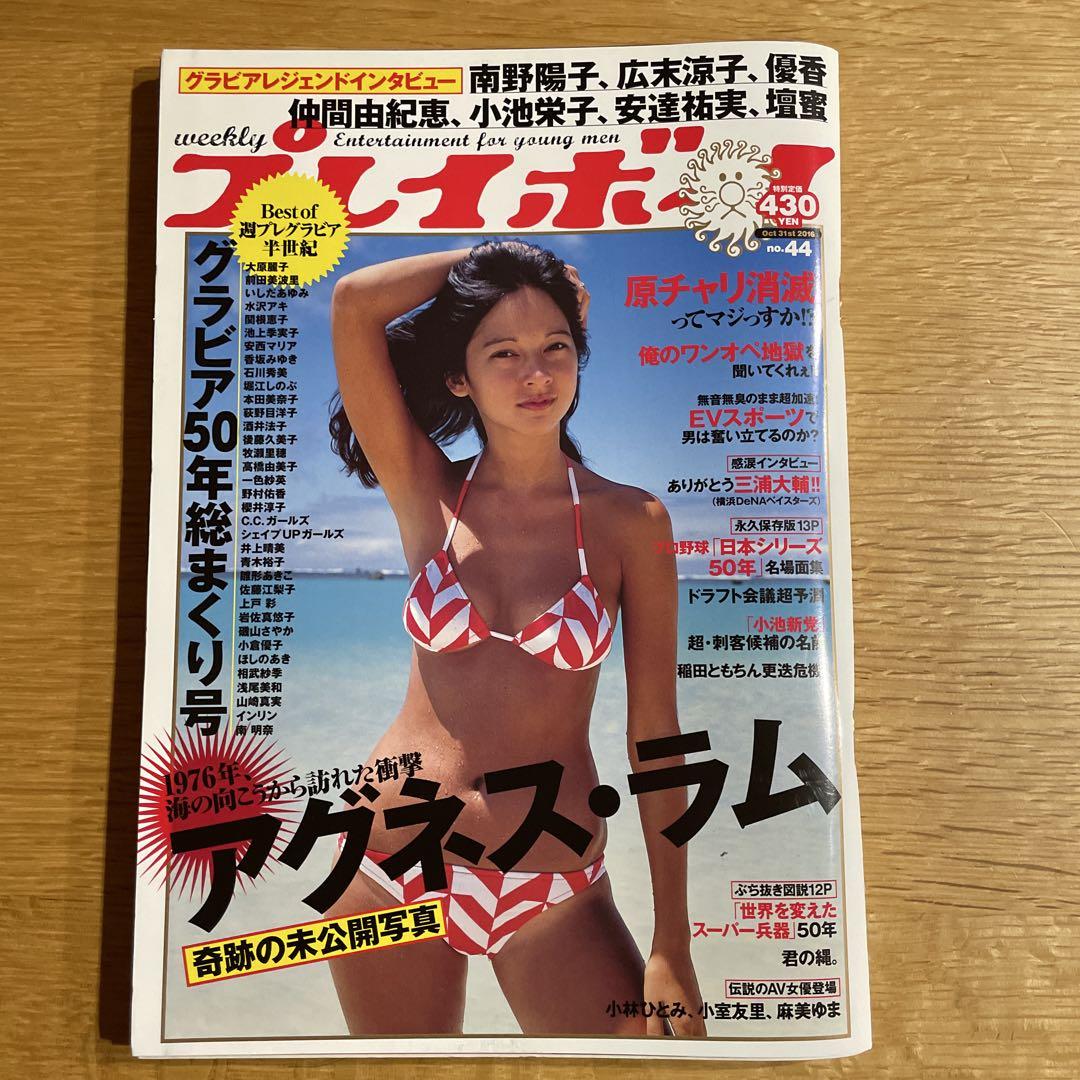 グラビアレジェンドインタビュー 南野陽子、広末涼子、優香
仲間由紀恵、小池栄子、安達祐実、壇蜜
weekly Entertainment for young men
プレイボーイ
特別定価
430
YEN
Oct 31st 2016
no.44
Best of
週プレグラビア
半世紀
グラビア50年総まくり号
大原麗子
前田美波里
いしだあゆみ
水沢アキ
関根恵子
池上季実子
安西マリア
香坂みゆき
石川秀美
堀江しのぶ
本田美奈子
荻野目洋子
酒井法子
後藤久美子
牧瀬里穂
高橋由美子
一色紗英
野村佑香
櫻井淳子
C.C.ガールズ
シェイプUPガールズ
井上晴美
青木裕子
雛形あきこ
佐藤江梨子
上戸 彩
岩佐真悠子
磯山さやか
小倉優子
ほしのあき
相武紗季
浅尾美和
山崎真実
インリン
南 明奈
原チャリ消滅
ってマジっすか!?
俺のワンオペ地獄を
聞いてくれぇ!
無音無臭のまま超加速!
EVスポーツで
男は奮い立てるのか?
感涙インタビュー
ありがとう三浦大輔!!
(横浜DeNAベイスターズ)
永久保存版13P
プロ野球「日本シリーズ
50年」名場面集
ドラフト会議超予測
「小池新党」
超・刺客候補の名前
稲田ともちん更迭危機
1976年、
海の向こうから訪れた衝撃
アグネス・ラム
奇跡の未公開写真
ぶち抜き図説12P
「世界を変えた
スーパー兵器」50年
君の縄。
伝説のAV女優登場
小林ひとみ、小室友里、麻美ゆま